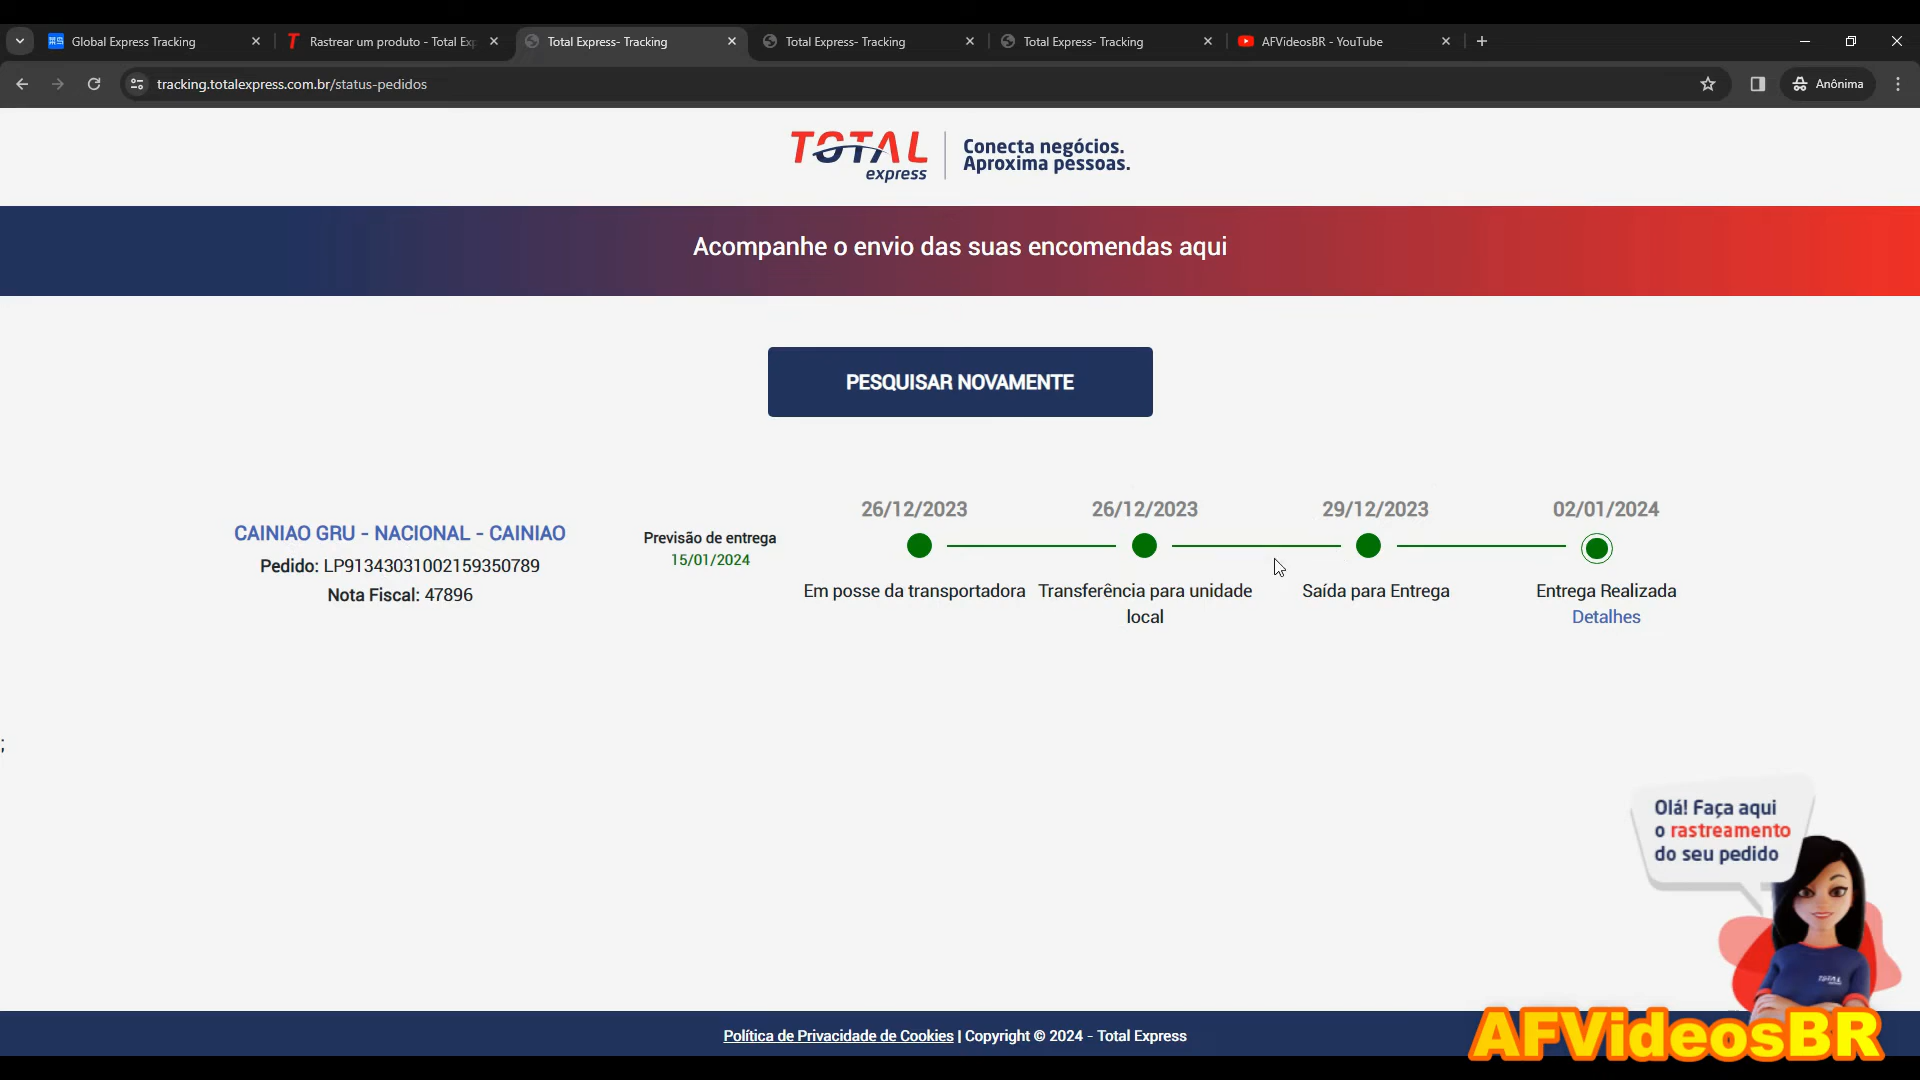 Global Express Tracking
Rastrear um produto - Total Exp
Total Express- Tracking
Total Express- Tracking
Total Express- Tracking
AFVideosBR - YouTube
tracking.totalexpress.com.br/status-pedidos
Anônima
TOTAL
express
Conecta negócios.
Aproxima pessoas.
Acompanhe o envio das suas encomendas aqui
PESQUISAR NOVAMENTE
CAINIAO GRU - NACIONAL - CAINIAO
Pedido: LP91343031002159350789
Nota Fiscal: 47896
Previsão de entrega
15/01/2024
26/12/2023
Em posse da transportadora
26/12/2023
Transferência para unidade
local
29/12/2023
Saída para Entrega
02/01/2024
Entrega Realizada
Detalhes
;
Olá! Faça aqui
o rastreamento
do seu pedido
TOTAL
Política de Privacidade de Cookies | Copyright © 2024 - Total Express
AFVideosBR